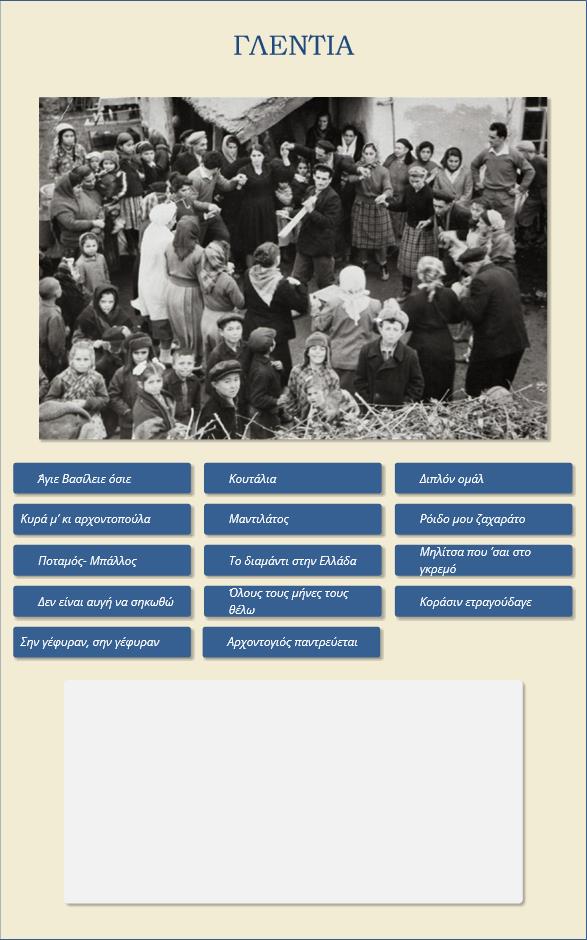 ΓΛΕΝΤΙΑ
Άγιε Βασίλειε όσιε
Κουτάλια
Διπλόν ομάλ
Κυρά μ’ κι αρχοντοπούλα
Μαντιλάτος
Ρόιδο μου ζαχαράτο
Ποταμός- Μπάλλος
Το διαμάντι στην Ελλάδα
Μηλίτσα που ‘σαι στο
γκρεμό
Δεν είναι αυγή να σηκωθώ
Όλους τους μήνες τους
θέλω
Κοράσιν ετραγούδαγε
Σην γέφυραν, σην γέφυραν
Αρχοντογιός παντρεύεται